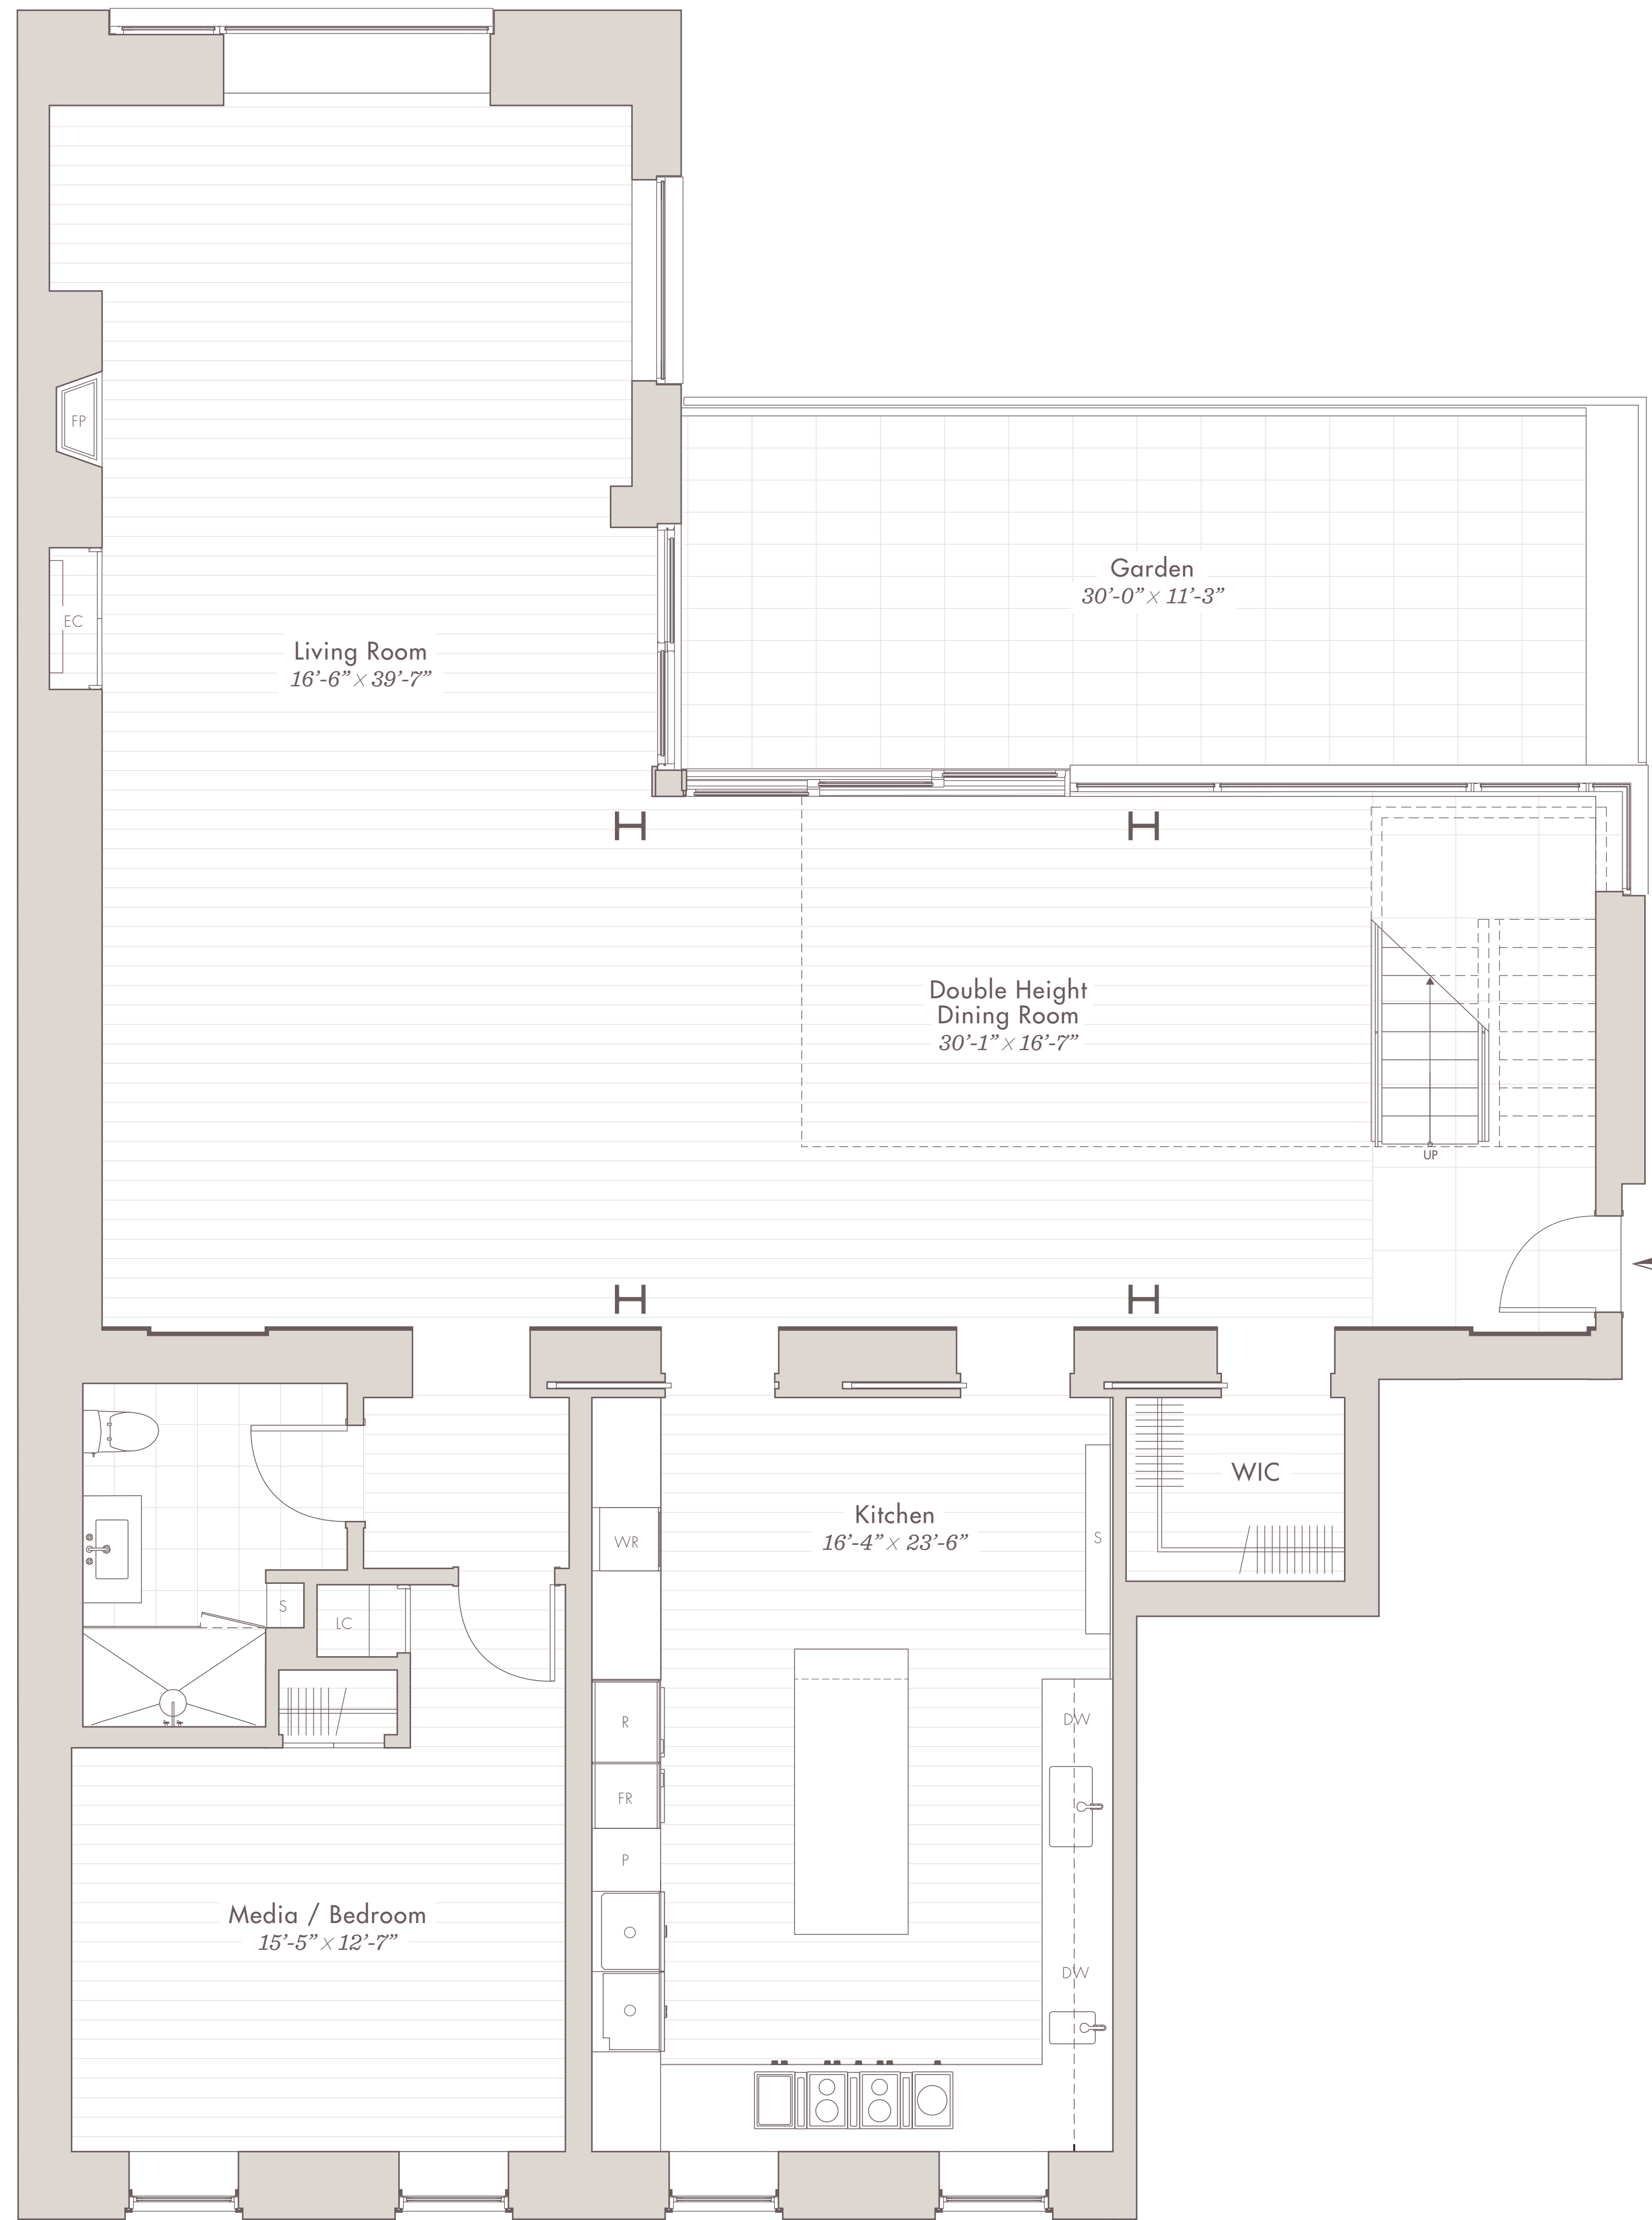 FP
Garden
30’-0” × 11’-3”
EC
Living Room
16’-6” × 39’-7”
Double Height
Dining Room
30’-1” × 16’-7”
UP
WIC
Kitchen
16’-4” × 23’-6”
WR
S
S
LC
R
DW
FR
P
Media / Bedroom
15’-5” × 12’-7”
DW